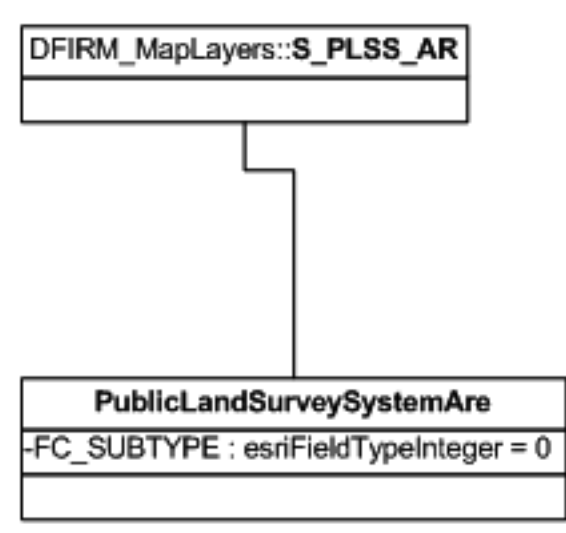 DFIRM_MapLayers::S_PLSS_AR
PublicLandSurveySystemAre
-FC_SUBTYPE : esriFieldTypeInteger = 0